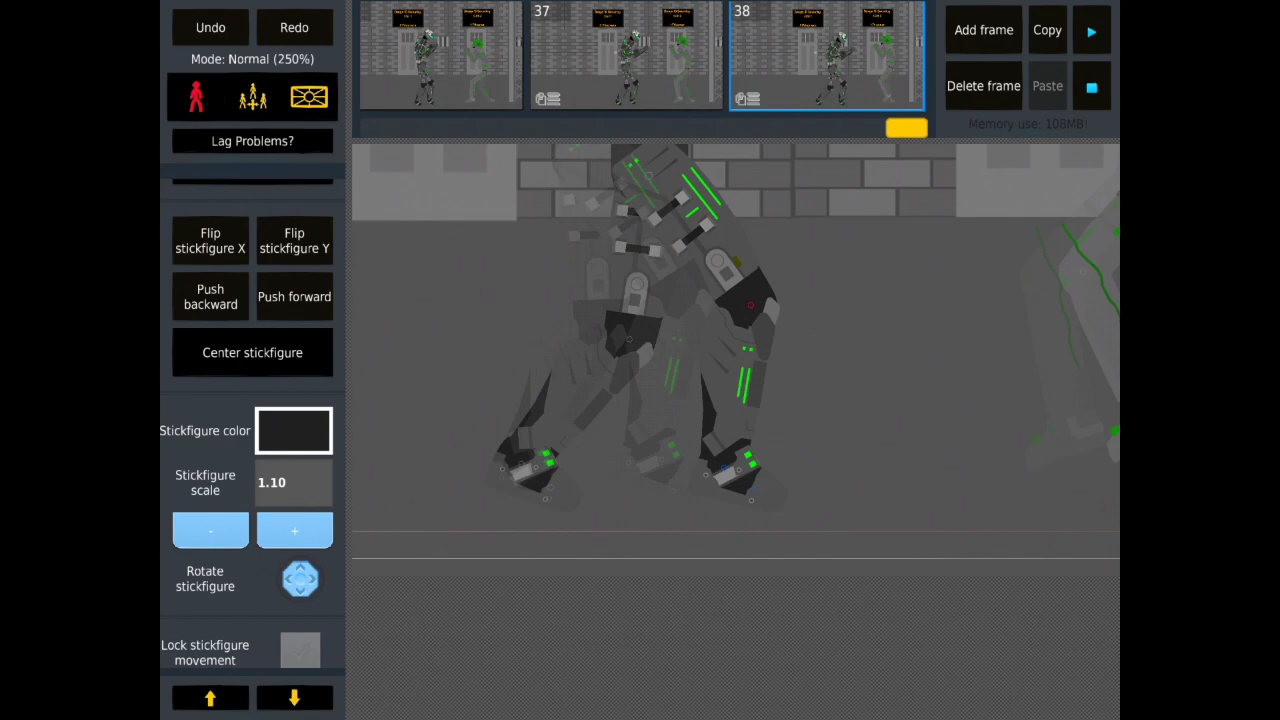 Undo
Redo
Mode: Normal (250%)
Lag Problems?
37
38
Add frame
Copy
Delete frame
Paste
Memory use: 108MB!
Flip
stickfigure X
Flip
stickfigure Y
Push
backward
Push forward
Center stickfigure
Stickfigure color
Stickfigure
scale
1.10
-
+
Rotate
stickfigure
Lock stickfigure
movement